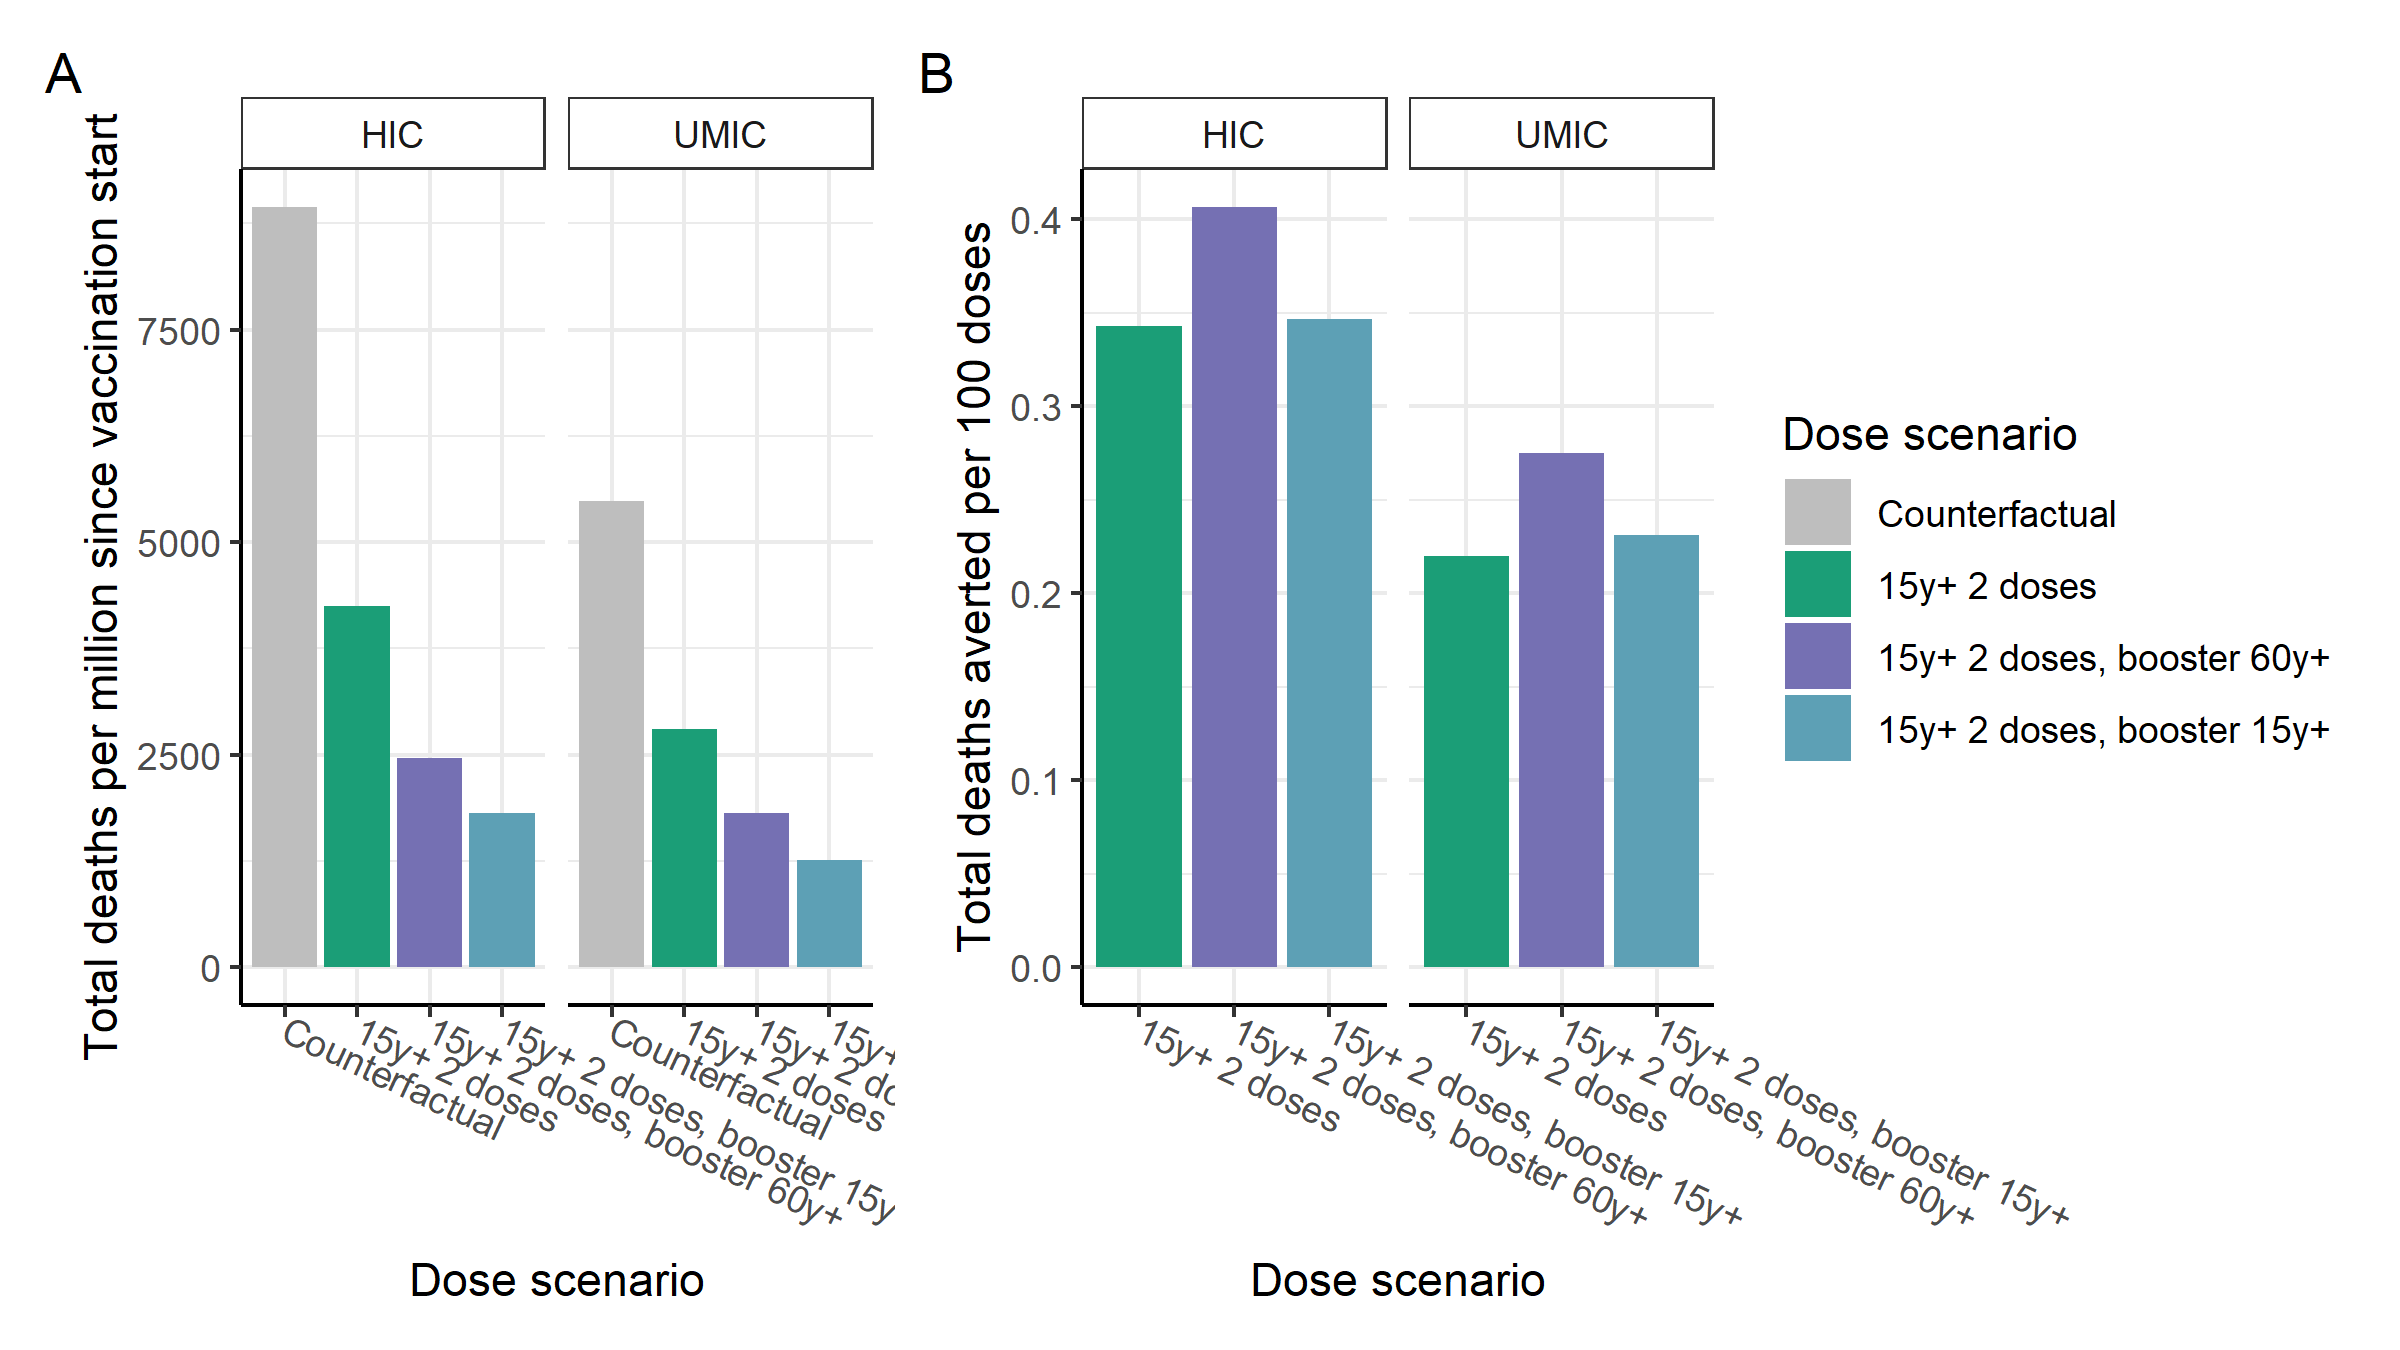 A
HIC
UMIC
Total deaths per million since vaccination start
7500
5000
2500
0
Counterfactual
15y+ 2 doses
15y+ 2 doses, booster 60y+
15y+ 2 doses, booster 15y
Counterfactual
15y+ 2 doses
15y+ 2 do
15y+
Dose scenario
B
HIC
UMIC
Total deaths averted per 100 doses
0.4
0.3
0.2
0.1
0.0
15y+ 2 doses
15y+ 2 doses, booster 60y+
15y+ 2 doses, booster 15y+
15y+ 2 doses
15y+ 2 doses, booster 60y+
15y+ 2 doses, booster 15y+
Dose scenario
Dose scenario
Counterfactual
15y+ 2 doses
15y+ 2 doses, booster 60y+
15y+ 2 doses, booster 15y+